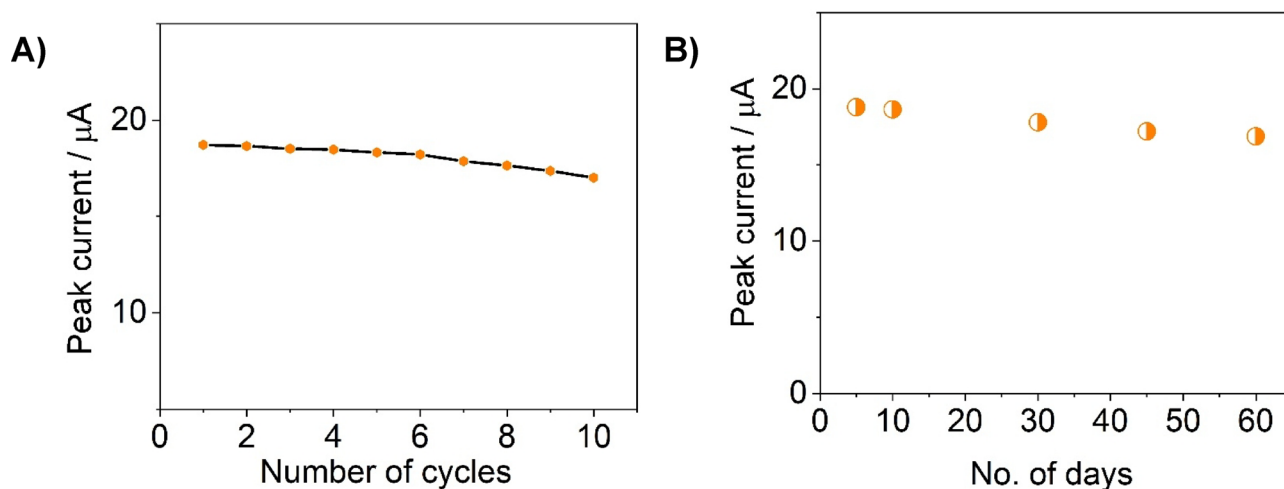 A)
Peak current / μA
20
10
0 2 4 6 8 10
Number of cycles
B)
Peak current / μA
20
10
0
0 10 20 30 40 50 60
No. of days